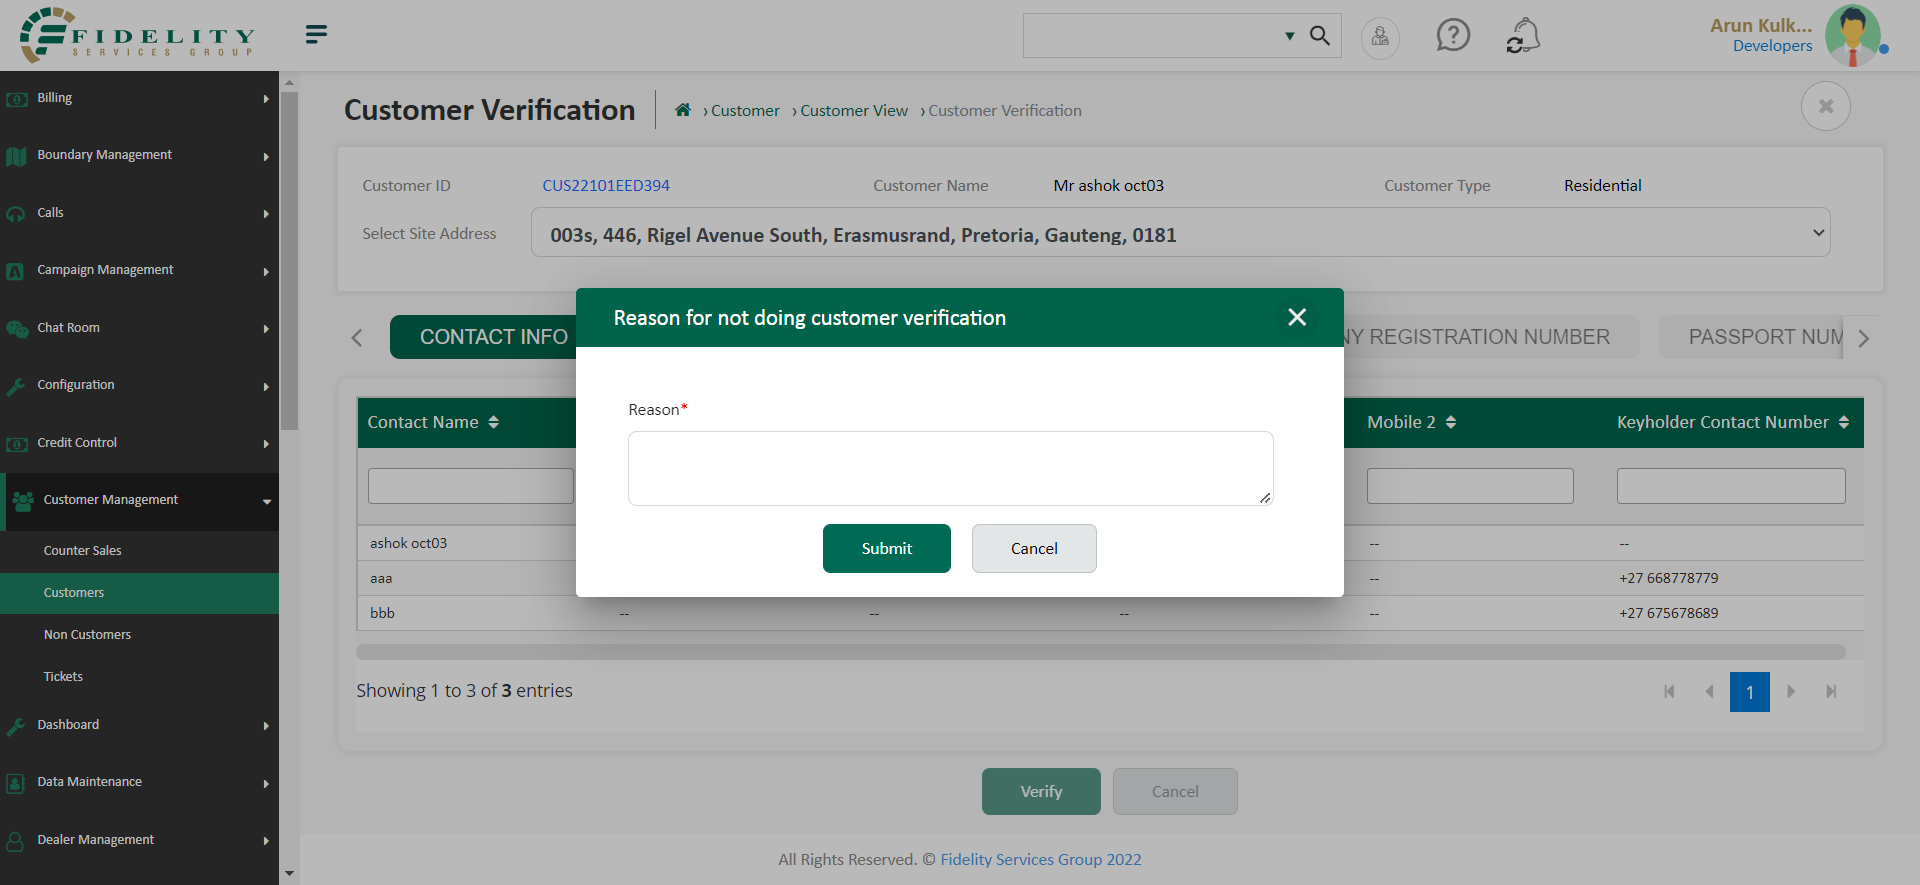 FIDELITY
SERVICES GROUP
Arun Kulk...
Developers
Billing
Boundary Management
Calls
Campaign Management
Chat Room
Configuration
Credit Control
Customer Management
Counter Sales
Customers
Non Customers
Tickets
Dashboard
Data Maintenance
Dealer Management
Customer Verification
› Customer › Customer View › Customer Verification
Customer ID CUS22101EED394 Customer Name Mr ashok oct03 Customer Type Residential
Select Site Address 003s, 446, Rigel Avenue South, Erasmusrand, Pretoria, Gauteng, 0181
CONTACT INFO NY REGISTRATION NUMBER PASSPORT NUM
Reason for not doing customer verification
Reason*
Submit Cancel
Contact Name Mobile 2 Keyholder Contact Number
ashok oct03 -- --
aaa -- +27 668778779
bbb -- -- -- -- +27 675678689
Showing 1 to 3 of 3 entries
1
Verify Cancel
All Rights Reserved. © Fidelity Services Group 2022